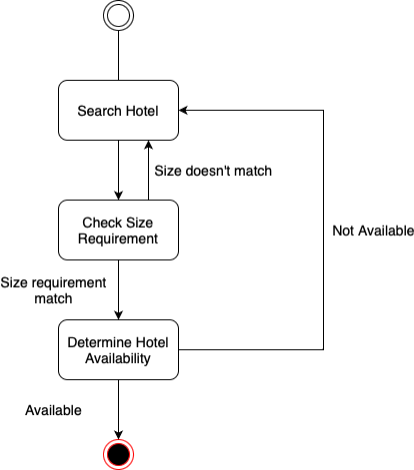 Search Hotel
Size doesn't match
Check Size
Requirement
Not Available
Size requirement
match
Determine Hotel
Availability
Available